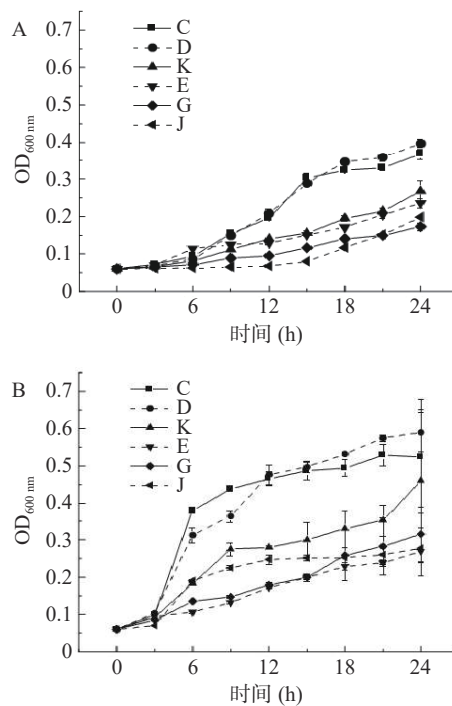 A
0.7
0.6
0.5
0.4
0.3
0.2
0.1
0
OD600 nm
C
D
K
E
G
J
0 6 12 18 24
时间 (h)
B
0.7
0.6
0.5
0.4
0.3
0.2
0.1
0
OD600 nm
C
D
K
E
G
J
0 6 12 18 24
时间 (h)